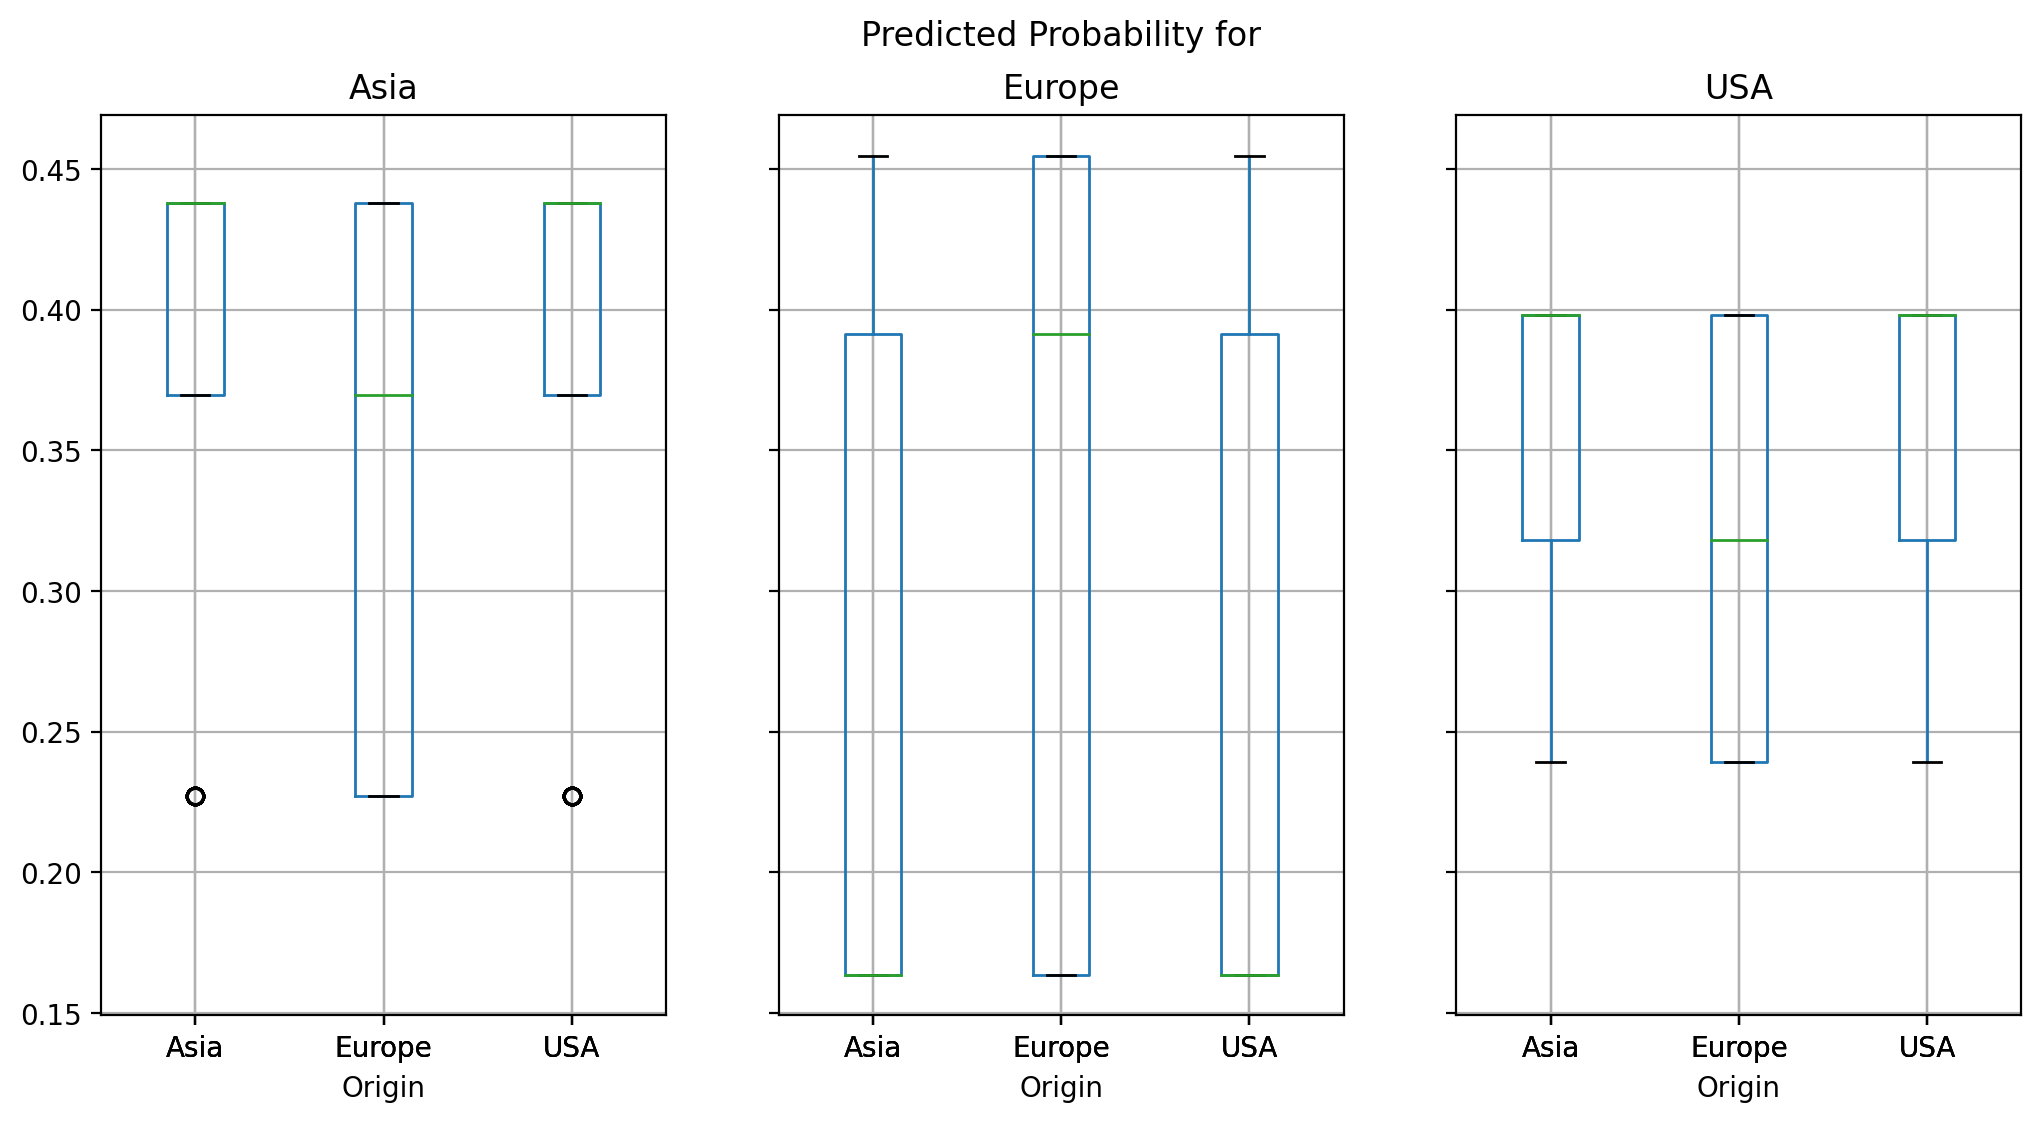 Predicted Probability for
Asia
Europe
USA
0.45
0.40
0.35
0.30
0.25
0.20
0.15
Asia Europe USA
Origin
Asia Europe USA
Origin
Asia Europe USA
Origin